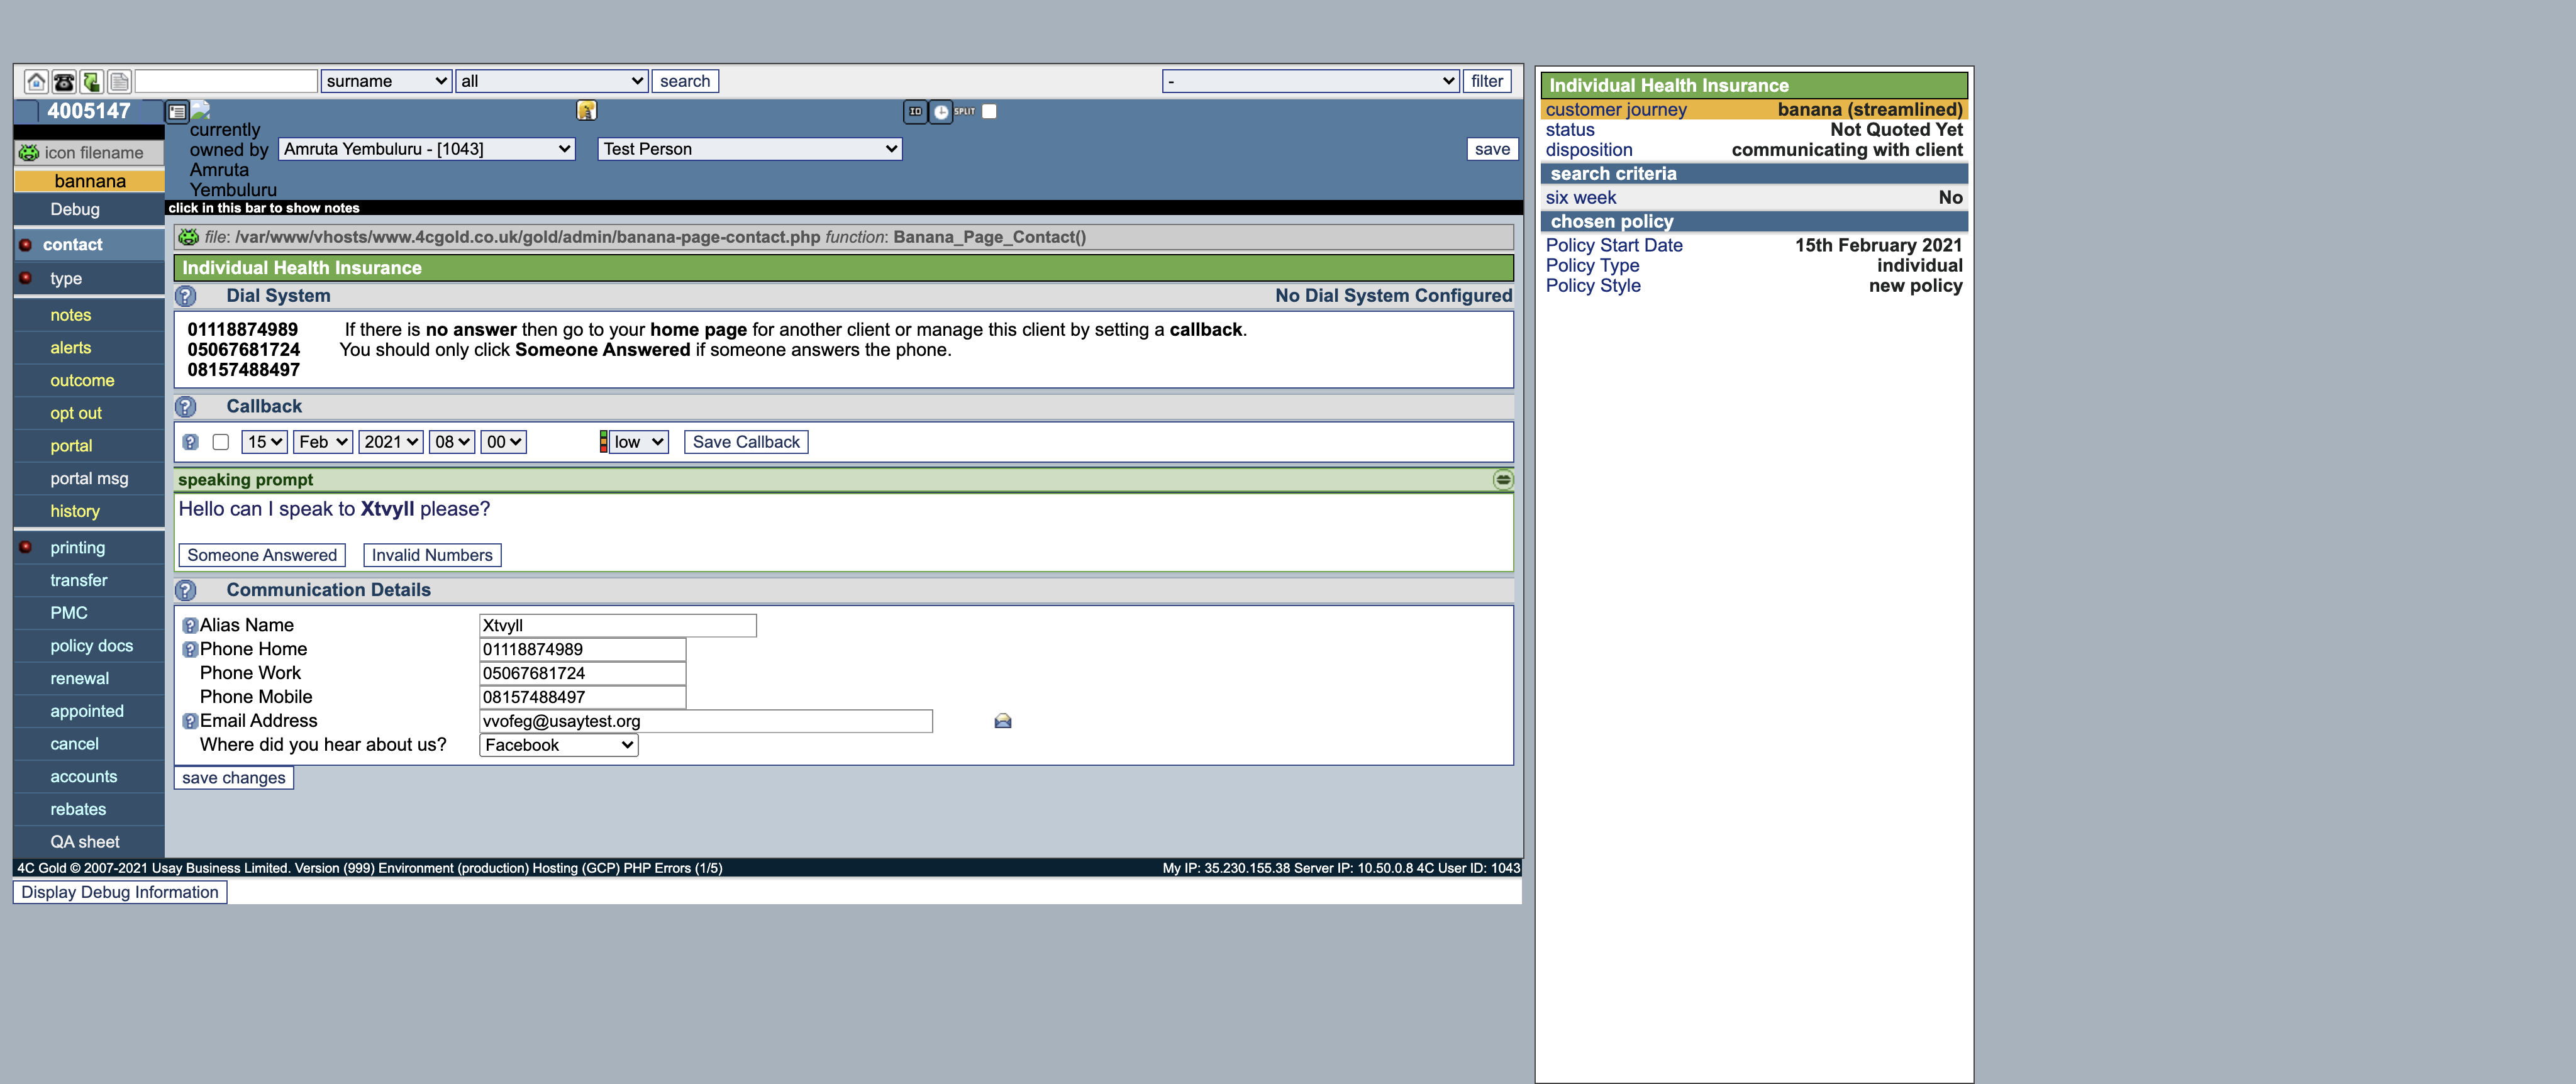 surname all search - filter
4005147
ID SPLIT
currently owned by Amruta Yembuluru
Amruta Yembuluru - [1043] Test Person save
icon filename
bannana
Debug
contact
type
notes
alerts
outcome
opt out
portal
portal msg
history
printing
transfer
PMC
policy docs
renewal
appointed
cancel
accounts
rebates
QA sheet
click in this bar to show notes
file: /var/www/vhosts/www.4cgold.co.uk/gold/admin/banana-page-contact.php function: Banana_Page_Contact()
Individual Health Insurance
? Dial System No Dial System Configured
01118874989 If there is no answer then go to your home page for another client or manage this client by setting a callback.
05067681724 You should only click Someone Answered if someone answers the phone.
08157488497
? Callback
? 15 Feb 2021 08 00 low Save Callback
speaking prompt
Hello can I speak to Xtvyll please?
Someone Answered Invalid Numbers
? Communication Details
? Alias Name Xtvyll
? Phone Home 01118874989
Phone Work 05067681724
Phone Mobile 08157488497
? Email Address vvofeg@usaytest.org
Where did you hear about us? Facebook
save changes
4C Gold © 2007-2021 Usay Business Limited. Version (999) Environment (production) Hosting (GCP) PHP Errors (1/5) My IP: 35.230.155.38 Server IP: 10.50.0.8 4C User ID: 1043
Display Debug Information
Individual Health Insurance
customer journey banana (streamlined)
status Not Quoted Yet
disposition communicating with client
search criteria
six week No
chosen policy
Policy Start Date 15th February 2021
Policy Type individual
Policy Style new policy